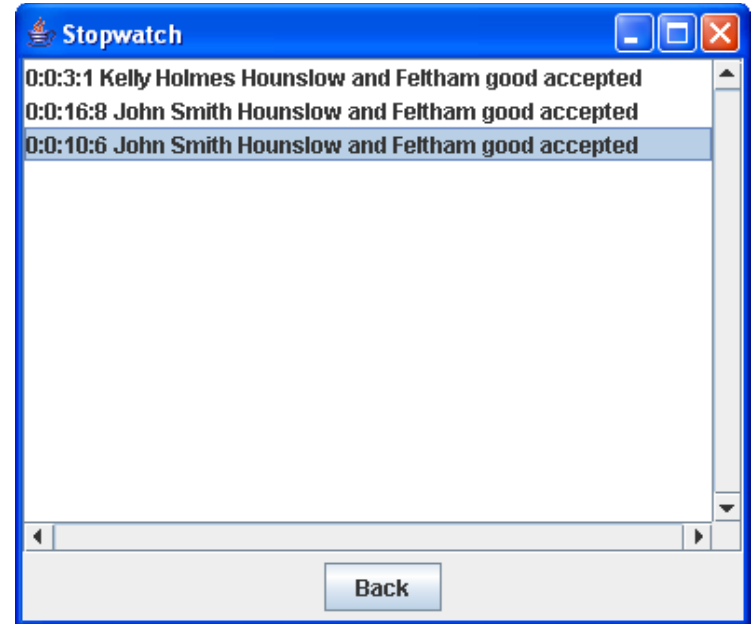 Stopwatch
0:0:3:1 Kelly Holmes Hounslow and Feltham good accepted
0:0:16:8 John Smith Hounslow and Feltham good accepted
0:0:10:6 John Smith Hounslow and Feltham good accepted
Back